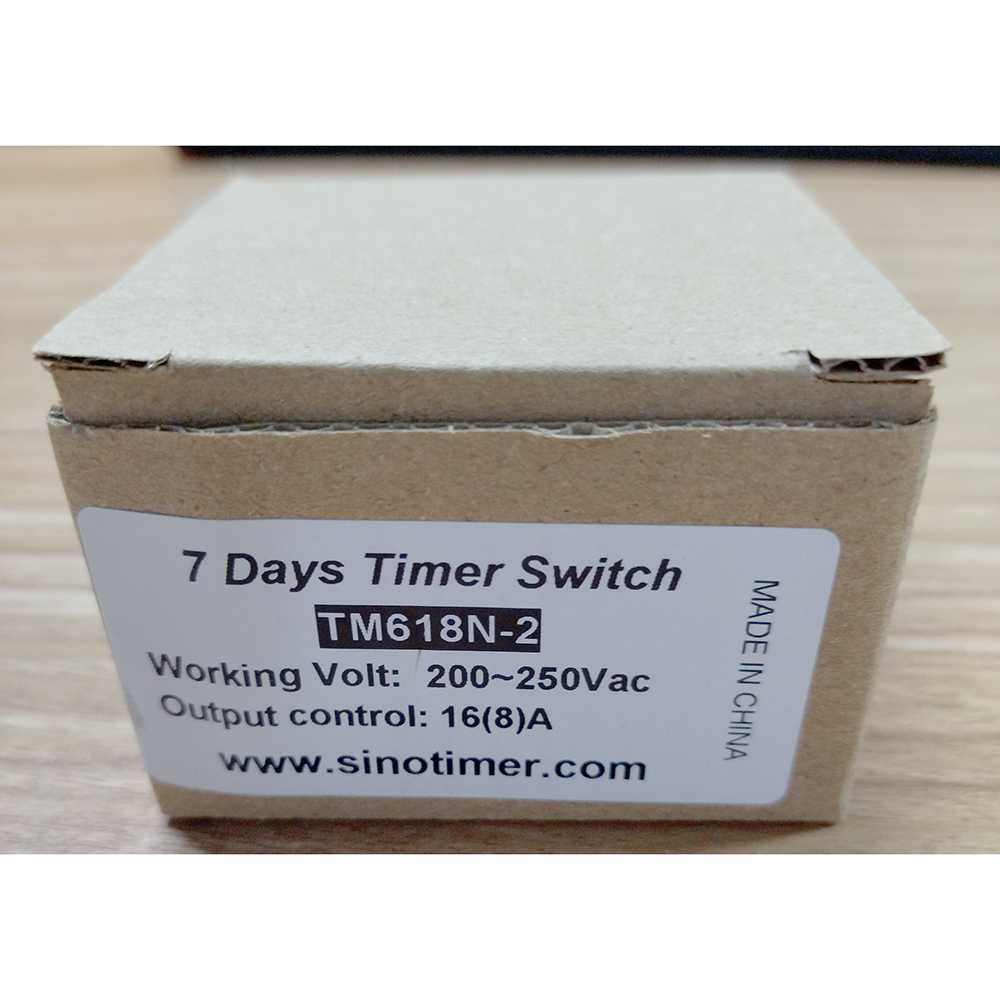 7 Days Timer Switch
TM618N-2
Working Volt: 200~250Vac
Output control: 16(8)A
www.sinotimer.com
MADE IN CHINA